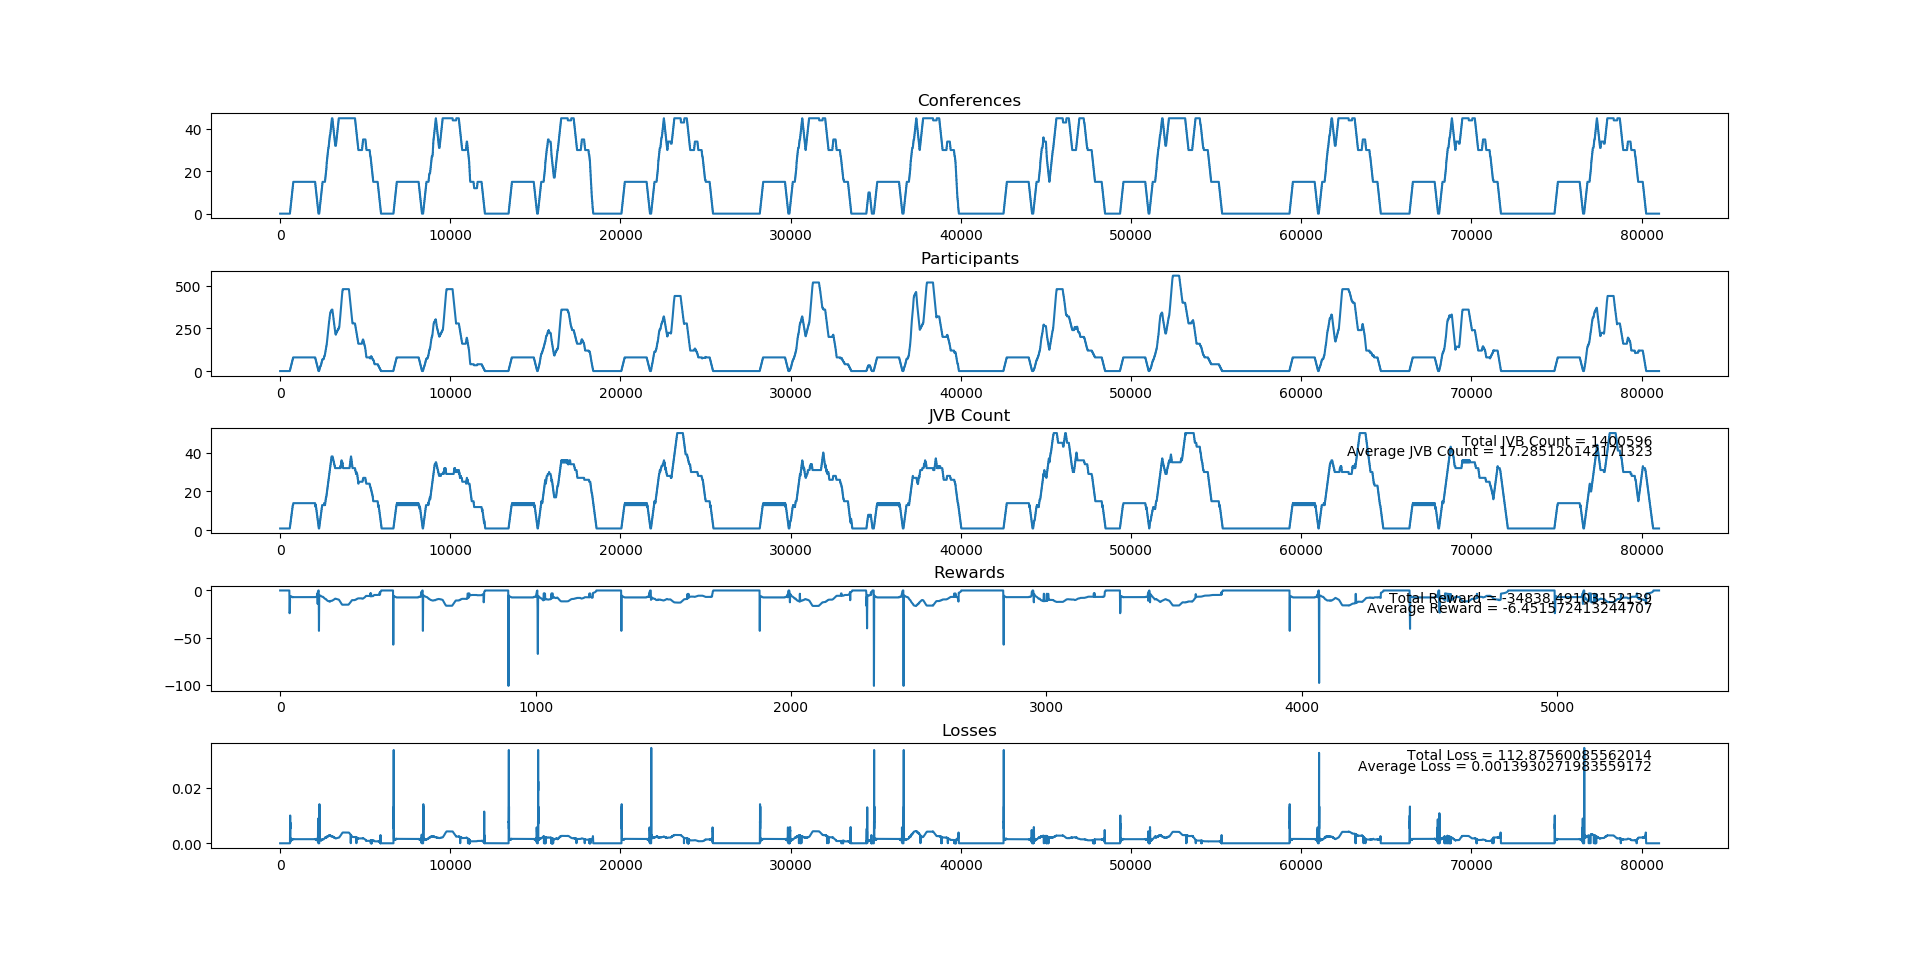 Conferences
40
20
0
0 10000 20000 30000 40000 50000 60000 70000 80000
Participants
500
250
0
0 10000 20000 30000 40000 50000 60000 70000 80000
JVB Count
Total JVB Count = 1400596
Average JVB Count = 17.285120142171323
40
20
0
0 10000 20000 30000 40000 50000 60000 70000 80000
Rewards
0
Total Reward =
Average Reward = -6.451572413244707
−50
−100
0 1000 2000 3000 4000 5000
Losses
Total Loss = 112.87560085562014
Average Loss = 0.0013930271983559172
0.02
0.00
0 10000 20000 30000 40000 50000 60000 70000 80000